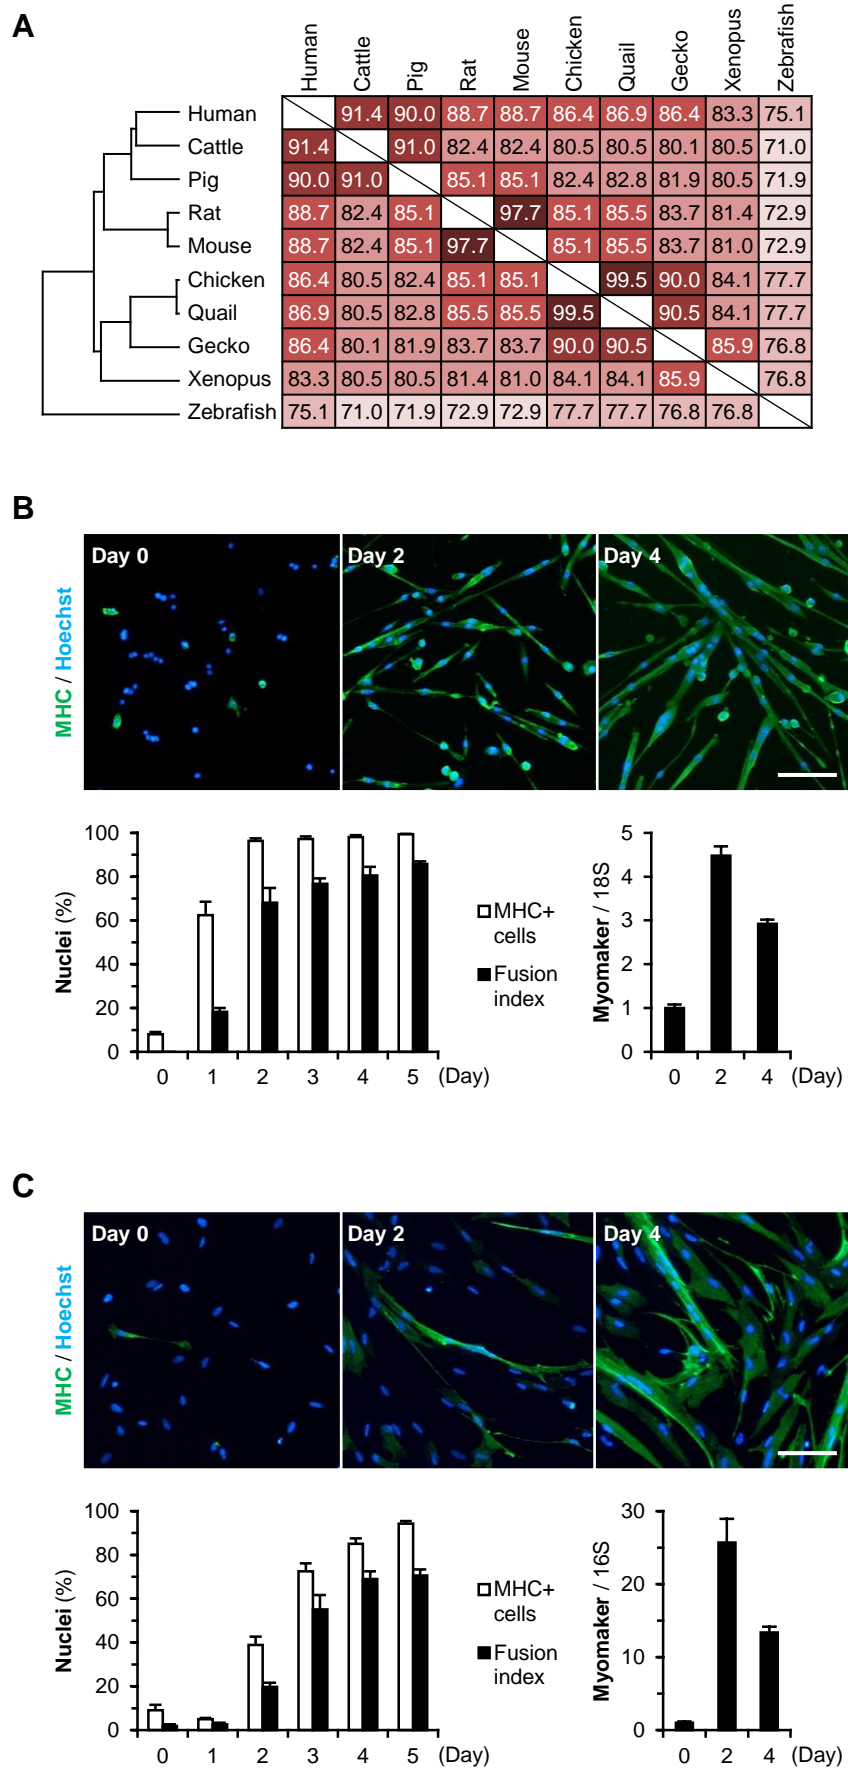 A
Human Cattle Pig Rat Mouse Chicken Quail Gecko Xenopus Zebrafish
Human 91.4 90.0 88.7 88.7 86.4 86.9 86.4 83.3 75.1
Cattle 91.4 91.0 82.4 82.4 80.5 80.5 80.1 80.5 71.0
Pig 90.0 91.0 85.1 85.1 82.4 82.8 81.9 80.5 71.9
Rat 88.7 82.4 85.1 97.7 85.1 85.5 83.7 81.4 72.9
Mouse 88.7 82.4 85.1 97.7 85.1 85.5 83.7 81.0 72.9
Chicken 86.4 80.5 82.4 85.1 85.1 99.5 90.0 84.1 77.7
Quail 86.9 80.5 82.8 85.5 85.5 99.5 90.5 84.1 77.7
Gecko 86.4 80.1 81.9 83.7 83.7 90.0 90.5 85.9 76.8
Xenopus 83.3 80.5 80.5 81.4 81.0 84.1 84.1 85.9 76.8
Zebrafish 75.1 71.0 71.9 72.9 72.9 77.7 77.7 76.8 76.8
B
MHC / Hoechst
Day 0
Day 2
Day 4
Nuclei (%)
100
80
60
40
20
0
0 1 2 3 4 5 (Day)
MHC+
cells
Fusion
index
Myomaker / 18S
5
4
3
2
1
0
0 2 4 (Day)
C
MHC / Hoechst
Day 0
Day 2
Day 4
Nuclei (%)
100
80
60
40
20
0
0 1 2 3 4 5 (Day)
MHC+
cells
Fusion
index
Myomaker / 16S
30
20
10
0
0 2 4 (Day)